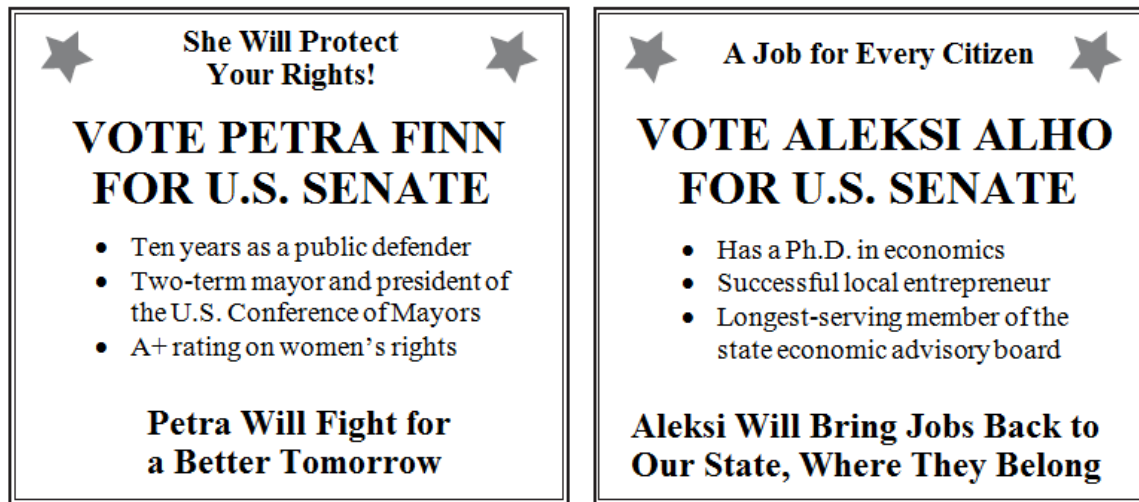 She Will Protect
Your Rights!
VOTE PETRA FINN
FOR U.S. SENATE
• Ten years as a public defender
• Two-term mayor and president of
the U.S. Conference of Mayors
• A+ rating on women's rights
Petra Will Fight for
a Better Tomorrow
A Job for Every Citizen
VOTE ALEKSI ALHO
FOR U.S. SENATE
• Has a Ph.D. in economics
• Successful local entrepreneur
• Longest-serving member of the
state economic advisory board
Aleksi Will Bring Jobs Back to
Our State, Where They Belong